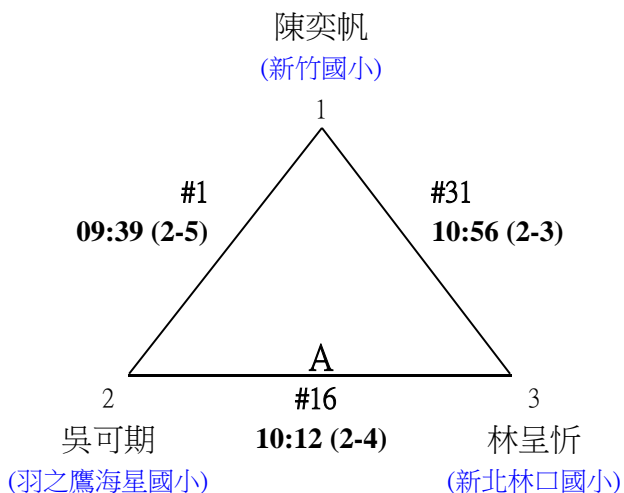 陳奕帆
(新竹國小)
1
#1
09:39 (2-5)
#31
10:56 (2-3)
A
2
#16
3
吳可期
10:12 (2-4)
林呈忻
(羽之鷹海星國小)
(新北林口國小)